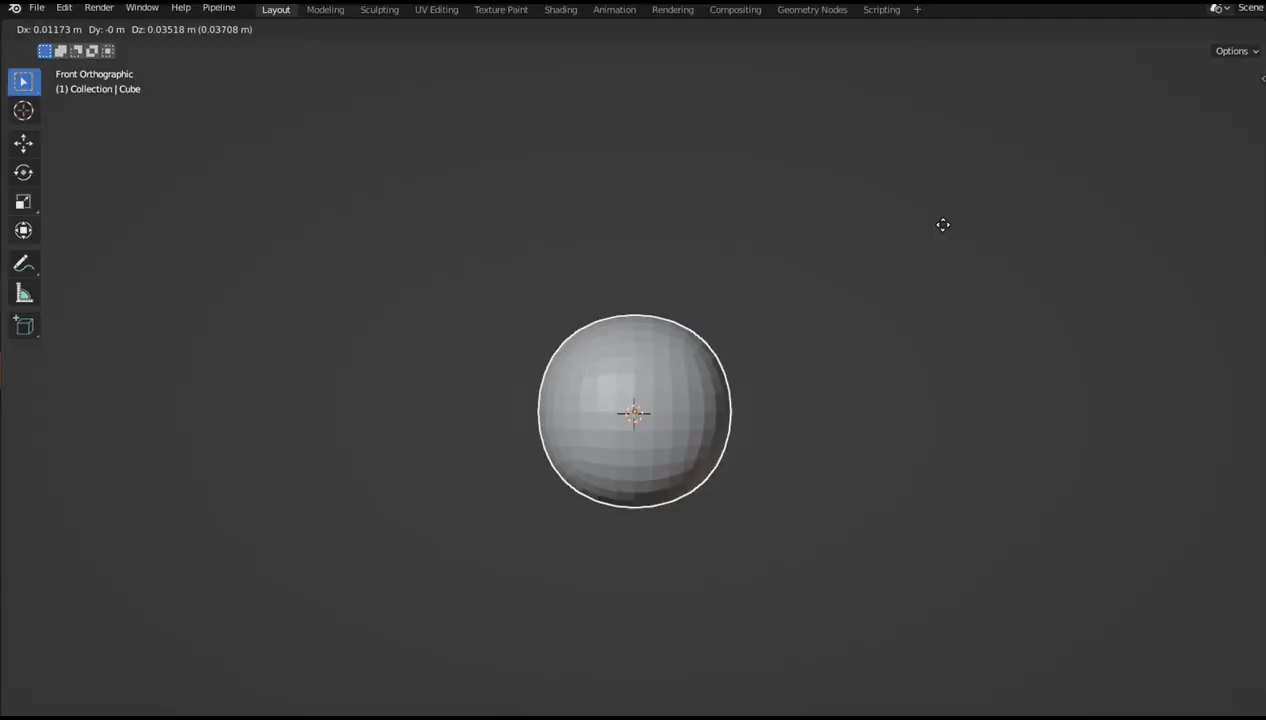 File Edit Render Window Help Pipeline Layout Modeling Sculpting UV Editing Texture Paint Shading Animation Rendering Compositing Geometry Nodes Scripting + Scene
Dx: 0.01173 m Dy: -0 m Dz: 0.03518 m (0.03708 m)
Options
Front Orthographic
(1) Collection | Cube